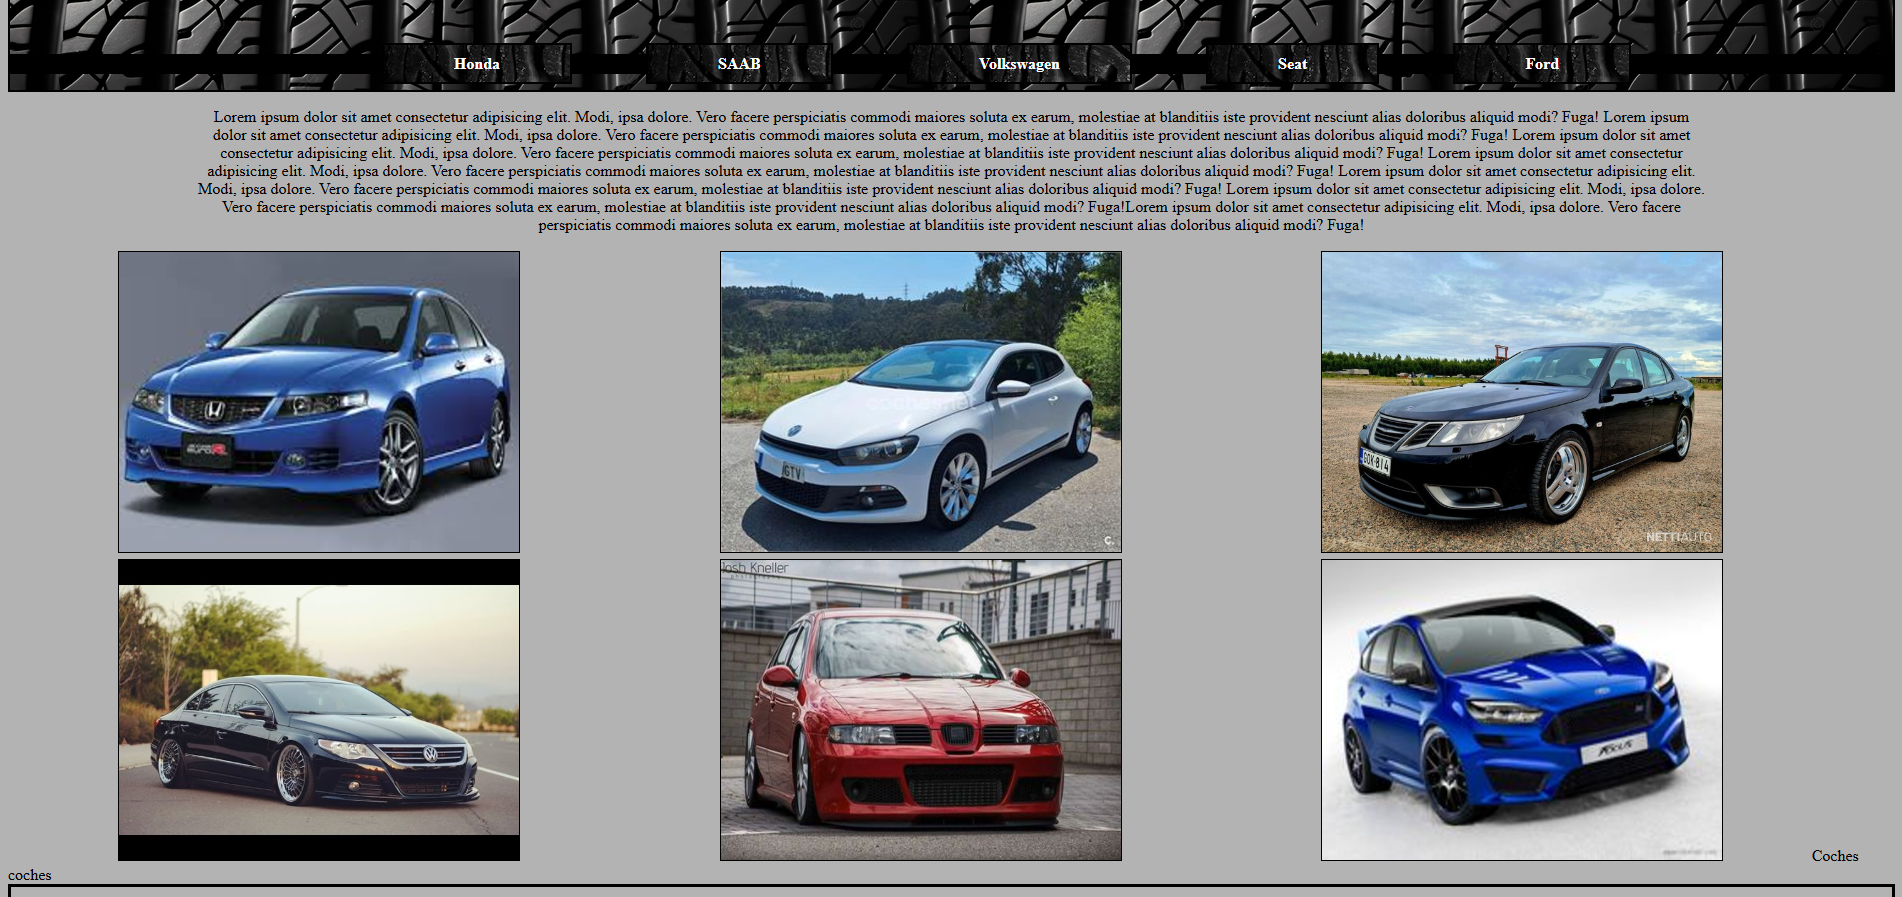 Honda SAAB Volkswagen Seat Ford
Lorem ipsum dolor sit amet consectetur adipisicing elit. Modi, ipsa dolore. Vero facere perspiciatis commodi maiores soluta ex earum, molestiae at blanditiis iste provident nesciunt alias doloribus aliquid modi? Fuga! Lorem ipsum
dolor sit amet consectetur adipisicing elit. Modi, ipsa dolore. Vero facere perspiciatis commodi maiores soluta ex earum, molestiae at blanditiis iste provident nesciunt alias doloribus aliquid modi? Fuga! Lorem ipsum dolor sit amet
consectetur adipisicing elit. Modi, ipsa dolore. Vero facere perspiciatis commodi maiores soluta ex earum, molestiae at blanditiis iste provident nesciunt alias doloribus aliquid modi? Fuga! Lorem ipsum dolor sit amet consectetur
adipisicing elit. Modi, ipsa dolore. Vero facere perspiciatis commodi maiores soluta ex earum, molestiae at blanditiis iste provident nesciunt alias doloribus aliquid modi? Fuga! Lorem ipsum dolor sit amet consectetur adipisicing elit.
Modi, ipsa dolore. Vero facere perspiciatis commodi maiores soluta ex earum, molestiae at blanditiis iste provident nesciunt alias doloribus aliquid modi? Fuga! Lorem ipsum dolor sit amet consectetur adipisicing elit. Modi, ipsa dolore.
Vero facere perspiciatis commodi maiores soluta ex earum, molestiae at blanditiis iste provident nesciunt alias doloribus aliquid modi? Fuga!Lorem ipsum dolor sit amet consectetur adipisicing elit. Modi, ipsa dolore. Vero facere
perspiciatis commodi maiores soluta ex earum, molestiae at blanditiis iste provident nesciunt alias doloribus aliquid modi? Fuga!
coches.net
GTV
C.
GOK-814
NETTIAUTO
Josh Kneller
photography
FOCUS
Coches
coches